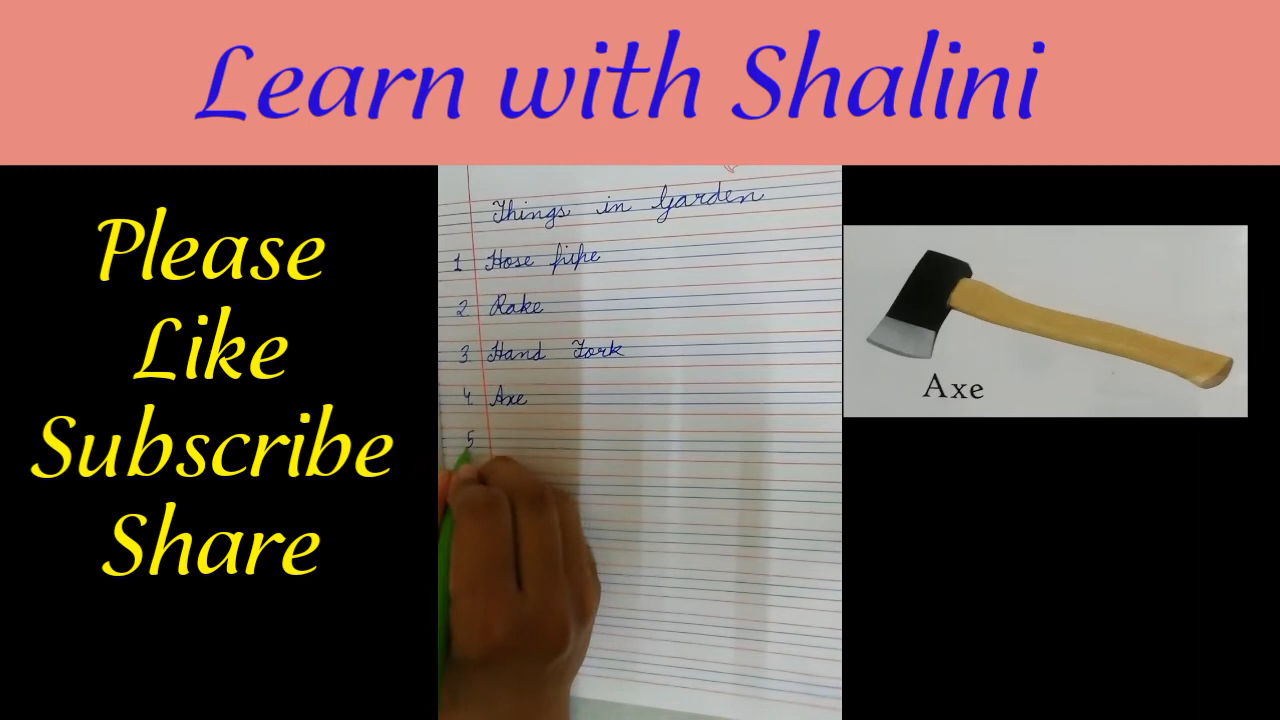 Learn with Shalini
Please
Like
Subscribe
Share
Things in Garden
1 Hose pipe
2. Rake
3 Hand Fork
4. Axe
5
Axe